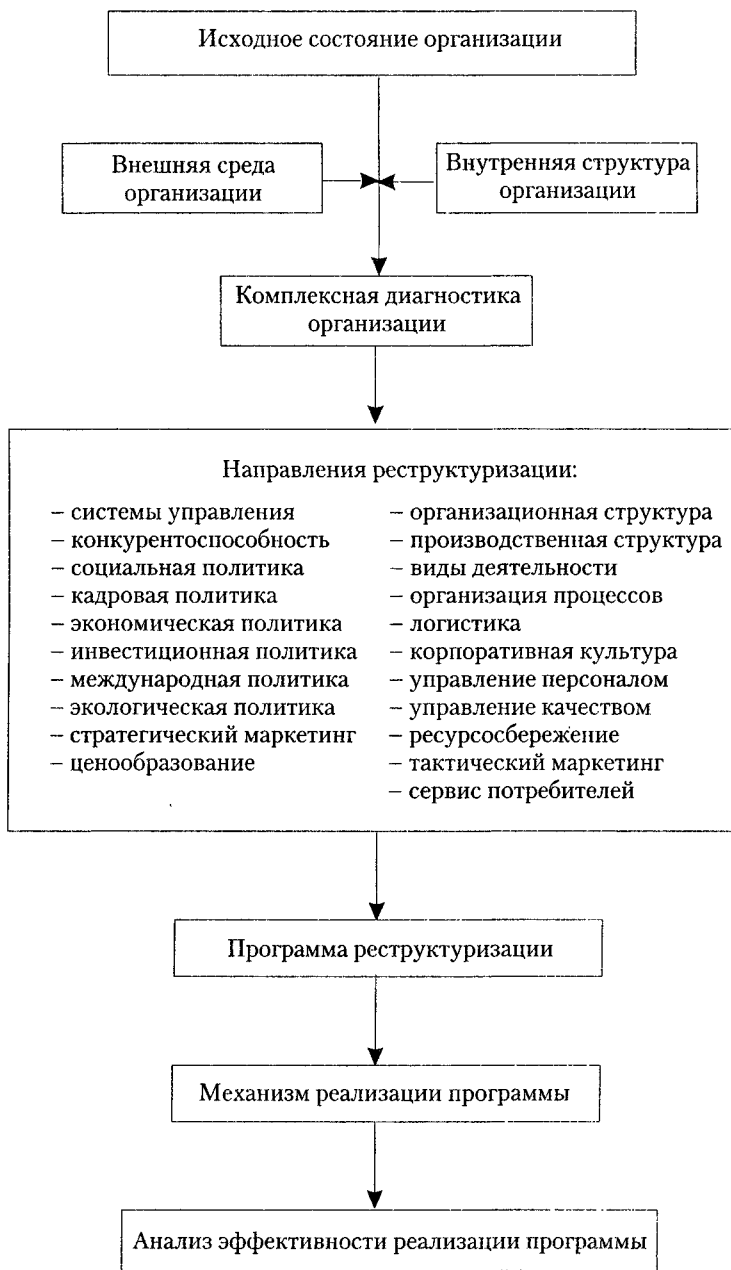 Исходное состояние организации
Внешняя среда
организации
Внутренняя структура
организации
Комплексная диагностика
организации
Направления реструктуризации:
– системы управления
– конкурентоспособность
– социальная политика
– кадровая политика
– экономическая политика
– инвестиционная политика
– международная политика
– экологическая политика
– стратегический маркетинг
– ценообразование
– организационная структура
– производственная структура
– виды деятельности
– организация процессов
– логистика
– корпоративная культура
– управление персоналом
– управление качеством
– ресурсосбережение
– тактический маркетинг
– сервис потребителей
Программа реструктуризации
Механизм реализации программы
Анализ эффективности реализации программы